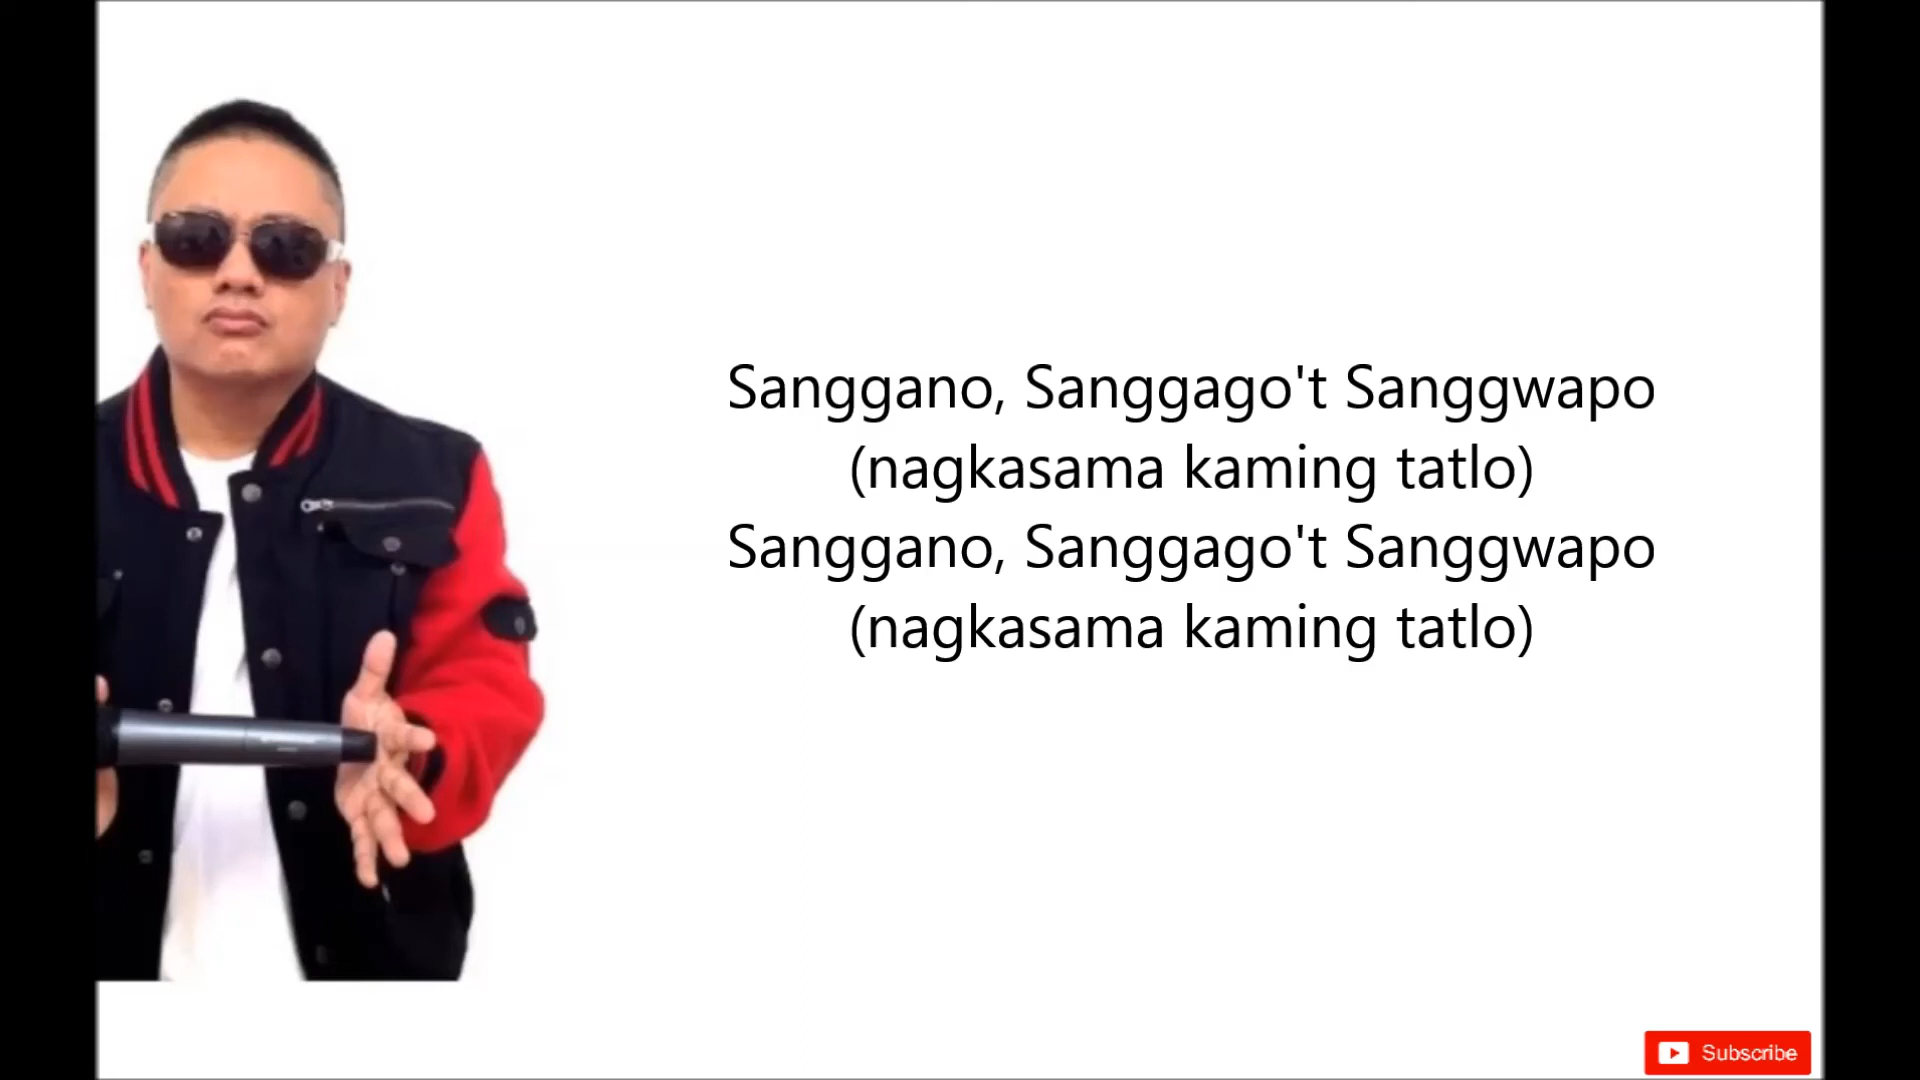 Sanggano, Sanggago't Sanggwapo
(nagkasama kaming tatlo)
Sanggano, Sanggago't Sanggwapo
(nagkasama kaming tatlo)
Subscribe